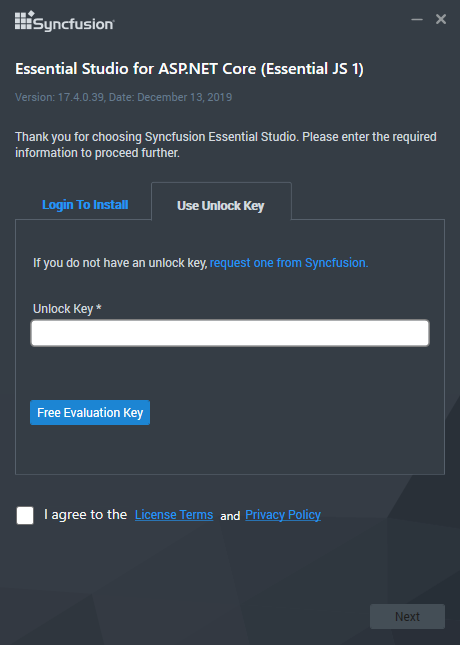 Syncfusion
Essential Studio for ASP.NET Core (Essential JS 1)
Version: 17.4.0.39, Date: December 13, 2019
Thank you for choosing Syncfusion Essential Studio. Please enter the required
information to proceed further.
Login To Install
Use Unlock Key
If you do not have an unlock key, request one from Syncfusion.
Unlock Key *
Free Evaluation Key
I agree to the License Terms and Privacy Policy
Next